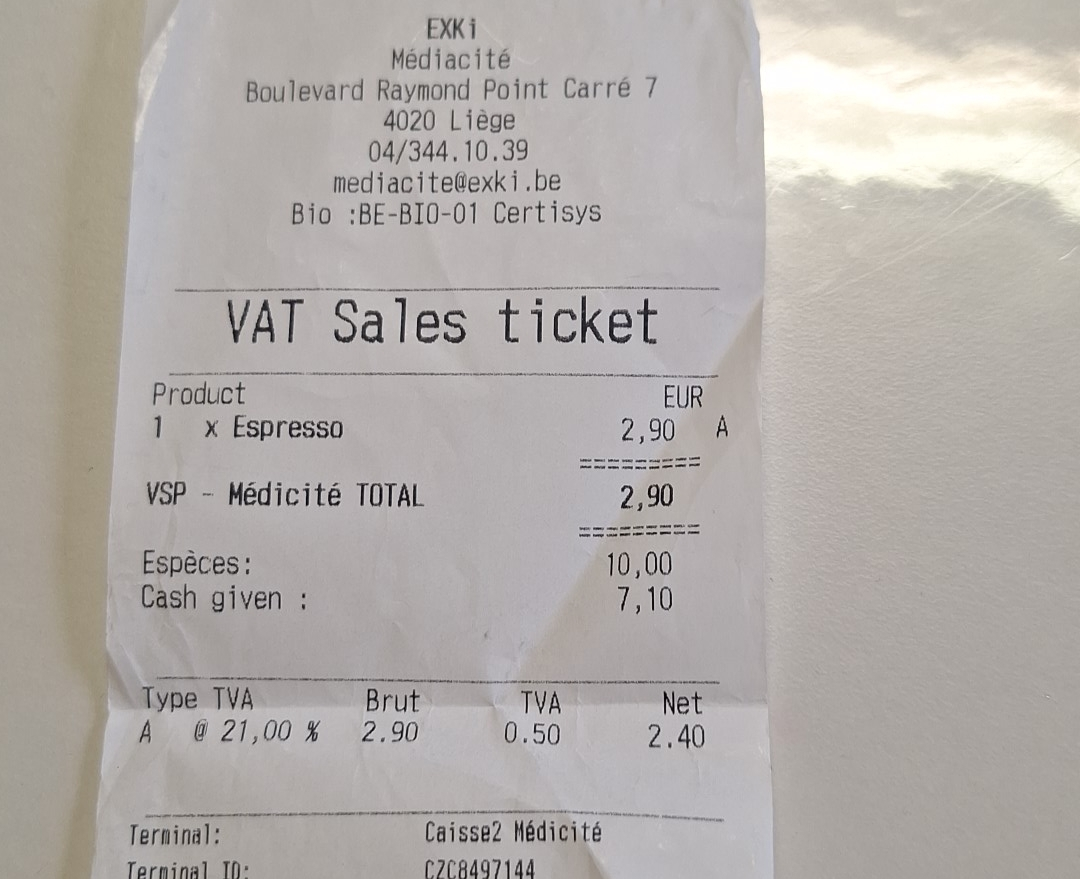 EXKi
Médiacité
Boulevard Raymond Point Carré 7
4020 Liège
04/344.10.39
mediacite@exki.be
Bio :BE-BIO-01 Certisys
VAT Sales ticket
Product EUR
1 x Espresso 2,90 A
=========
VSP - Médicité TOTAL 2,90
=========
Espèces: 10,00
Cash given : 7,10
Type TVA Brut TVA Net
A @ 21,00 % 2.90 0.50 2.40
Terminal: Caisse2 Médicité
Terminal ID: CZC8497144